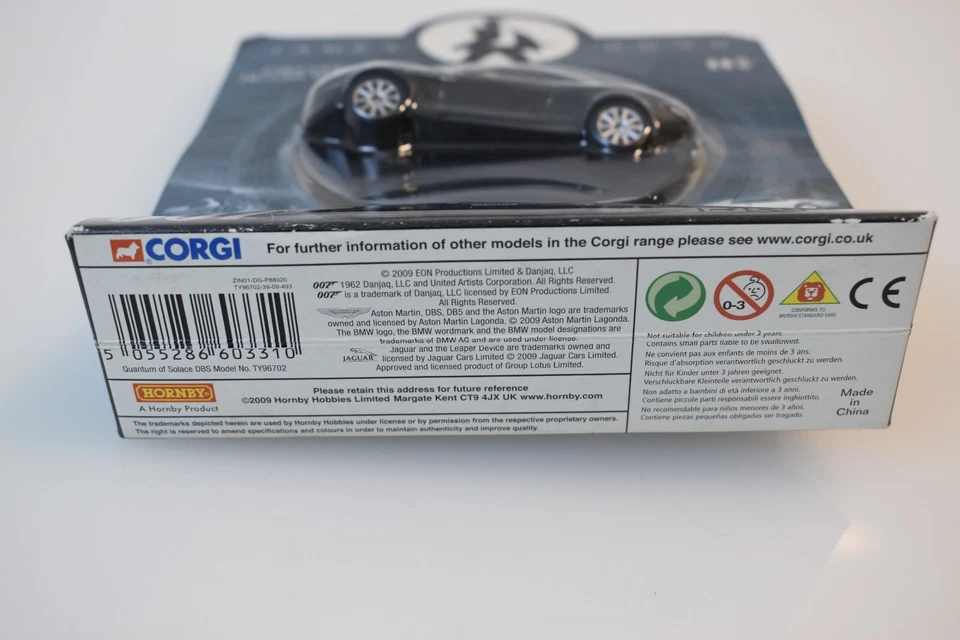 CORGI
For further information of other models in the Corgi range please see www.corgi.co.uk
ZIN01-DG-P88020
TY96702-39-09-493
5 055286 603310
Quantum of Solace DBS Model No. TY96702
© 2009 EON Productions Limited & Danjaq, LLC
007 1962 Danjaq, LLC and United Artists Corporation. All Rights Reserved.
007 is a trademark of Danjaq, LLC licensed by EON Productions Limited.
All Rights Reserved.
Aston Martin, DBS, DB5 and the Aston Martin logo are trademarks
owned and licensed by Aston Martin Lagonda. © 2009 Aston Martin Lagonda.
The BMW logo, the BMW wordmark and the BMW model designations are
trademarks of BMW AG and are used under license.
Jaguar and the Leaper Device are trademarks owned and
JAGUAR licensed by Jaguar Cars Limited © 2009 Jaguar Cars Limited.
Approved and licensed product of Group Lotus Limited.
HORNBY
A Hornby Product
Please retain this address for future reference
©2009 Hornby Hobbies Limited Margate Kent CT9 4JX UK www.hornby.com
The trademarks depicted herein are used by Hornby Hobbies under license or by permission from the respective proprietary owners.
The right is reserved to amend specifications and colours in order to maintain authenticity and improve quality.
0-3
CONFORMS TO
BRITISH STANDARD
CE
Not suitable for children under 3 years.
Contains small parts liable to be swallowed.
Ne convient pas aux enfants de moins de 3 ans.
Risque d'absorption verantwortlich geschluckt zu werden.
Nicht für Kinder unter 3 jahren geeignet.
Verschluckbare Kleinteile verantwortlich geschluckt zu werden.
Non adatto a bambini di età inferiore a 3 anni.
Contiene piccole parti responsabili essere inghiottito.
No recomendable para niños menores de 3 años.
Contiene piezas pequeñas obligadas ser tragado.
Made
in
China